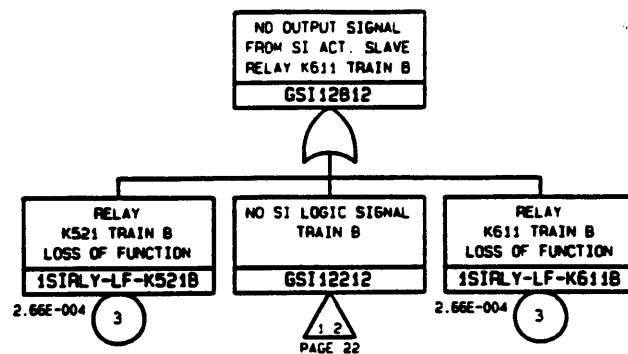 NO OUTPUT SIGNAL
FROM SI ACT. SLAVE
RELAY K611 TRAIN B
GSI12B12
RELAY
K521 TRAIN B
LOSS OF FUNCTION
1SIRLY-LF-K521B
2.66E-004
3
NO SI LOGIC SIGNAL
TRAIN B
GSI12212
1 2
PAGE 22
RELAY
K611 TRAIN B
LOSS OF FUNCTION
1SIRLY-LF-K611B
2.66E-004
3